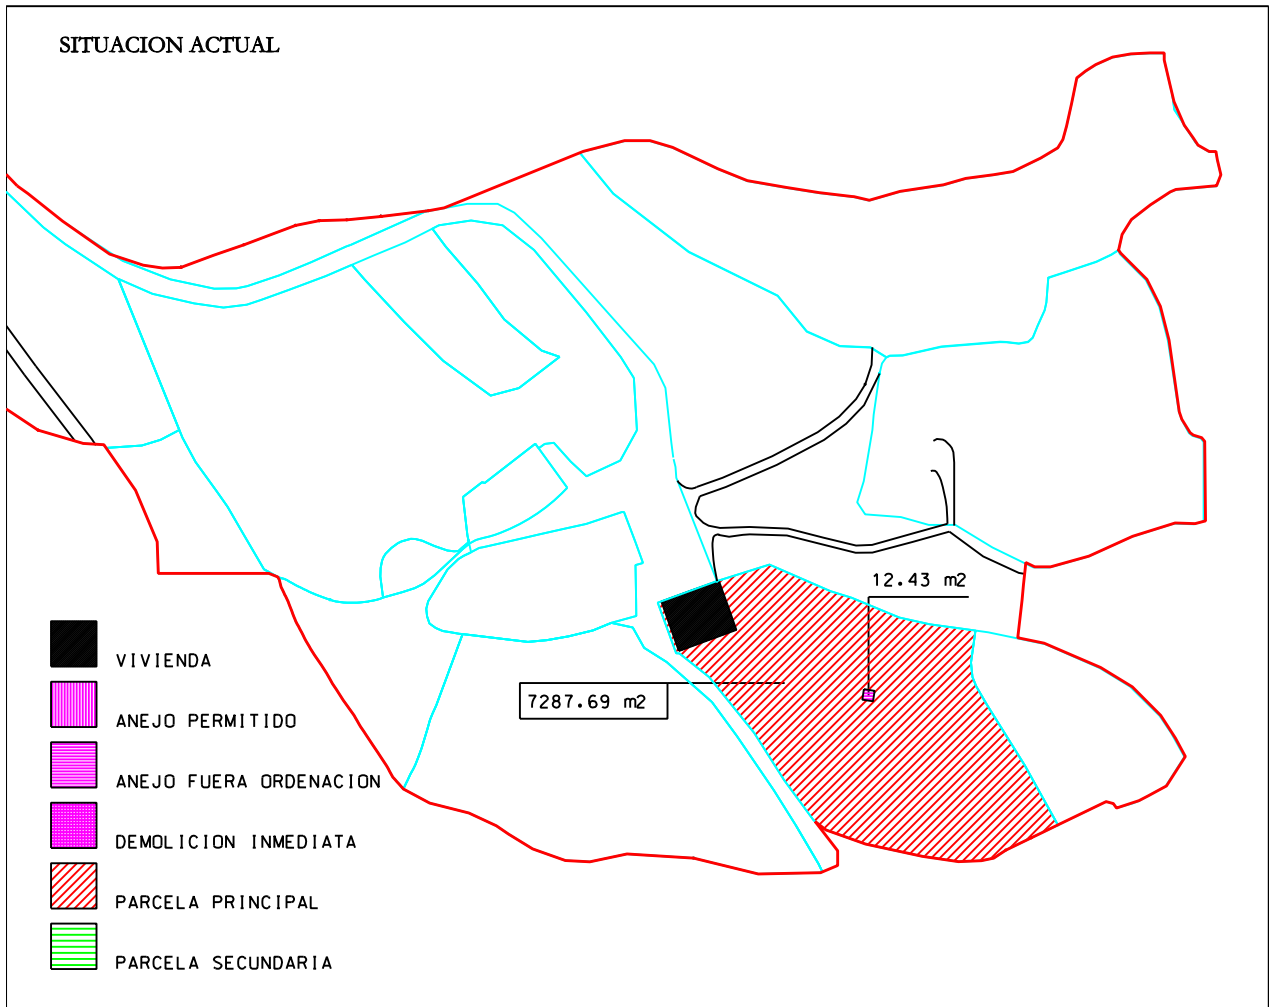 SITUACION ACTUAL
12.43 m2
7287.69 m2
VIVIENDA
ANEJO PERMITIDO
ANEJO FUERA ORDENACION
DEMOLICION INMEDIATA
PARCELA PRINCIPAL
PARCELA SECUNDARIA